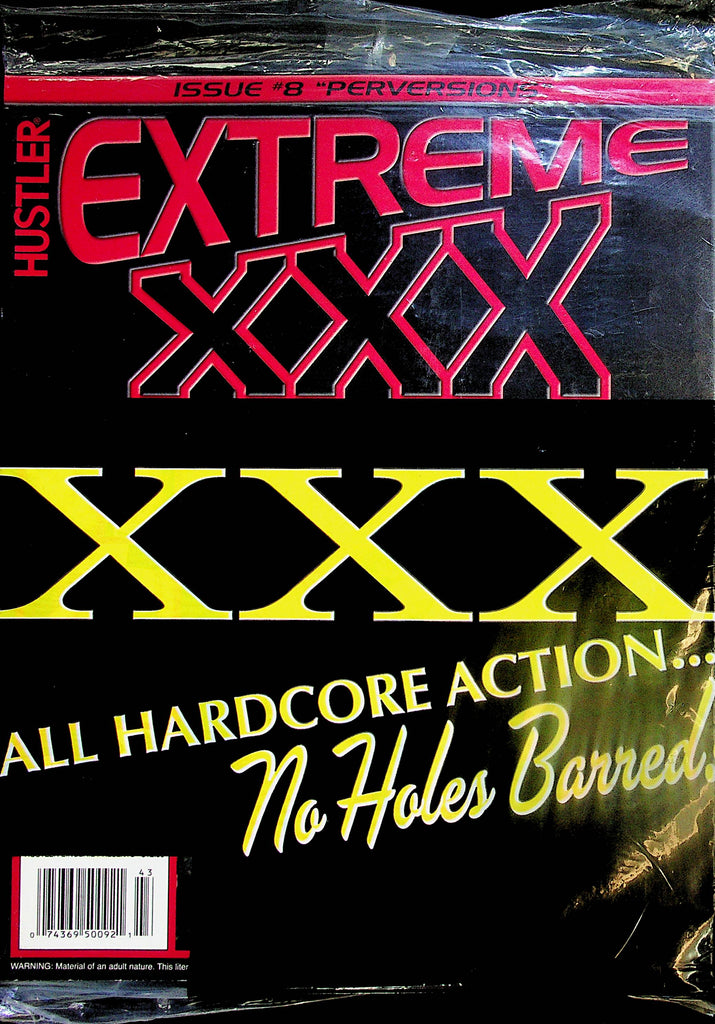 ISSUE #8 "PERVERSIONS"
HUSTLER®
EXTREME
XXX
XXX
ALL HARDCORE ACTION...
No Holes Barred.
43
0 74369 50092 1
WARNING: Material of an adult nature. This liter